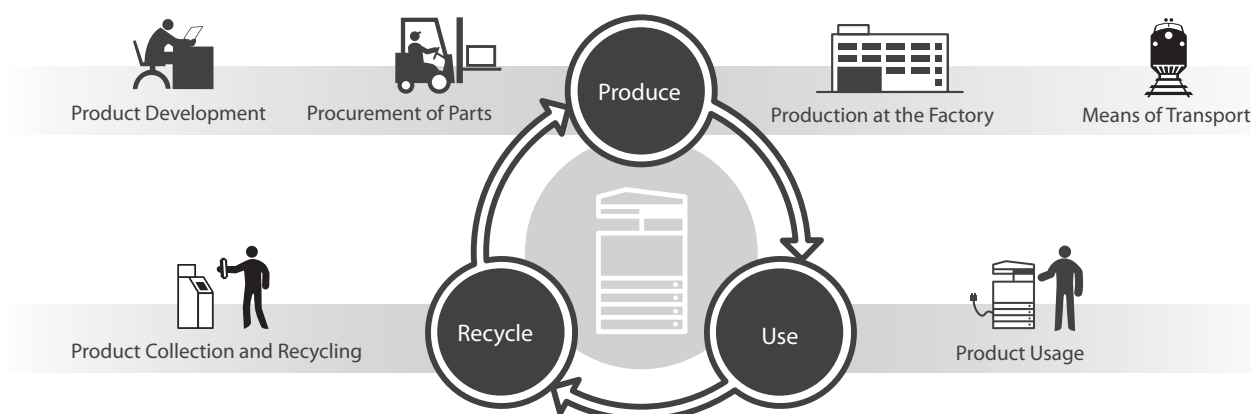 Product Development
Procurement of Parts
Produce
Production at the Factory
Means of Transport
Product Collection and Recycling
Recycle
Use
Product Usage